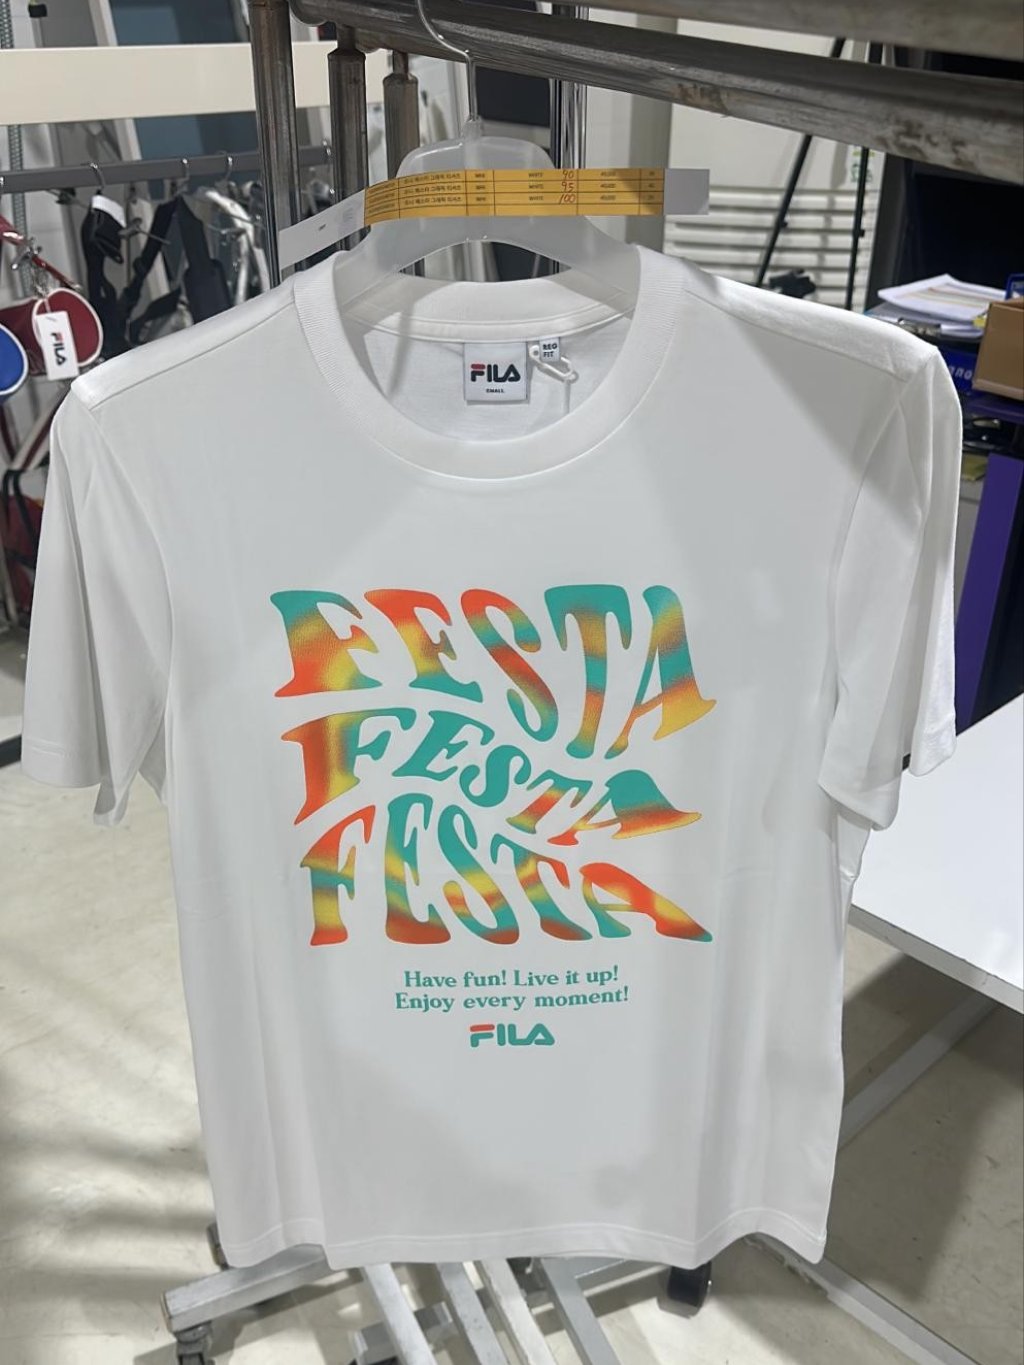 WHITE 90
WHITE 95
WHITE 100
FILA
SMALL
REG
FIT
FILA
FESTA
FESTA
FESTA
Have fun! Live it up!
Enjoy every moment!
FILA